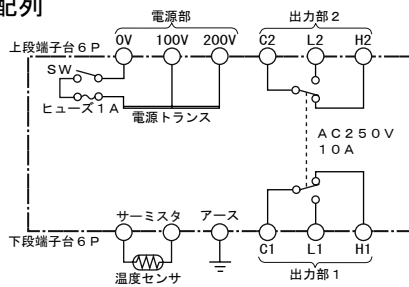 配列
電源部 出力部2
上段端子台6P 0V 100V 200V C2 L2 H2
SW
ヒューズ1A
電源トランス
AC250V
10A
サーミスタ アース
下段端子台6P C1 L1 H1
温度センサ 出力部1